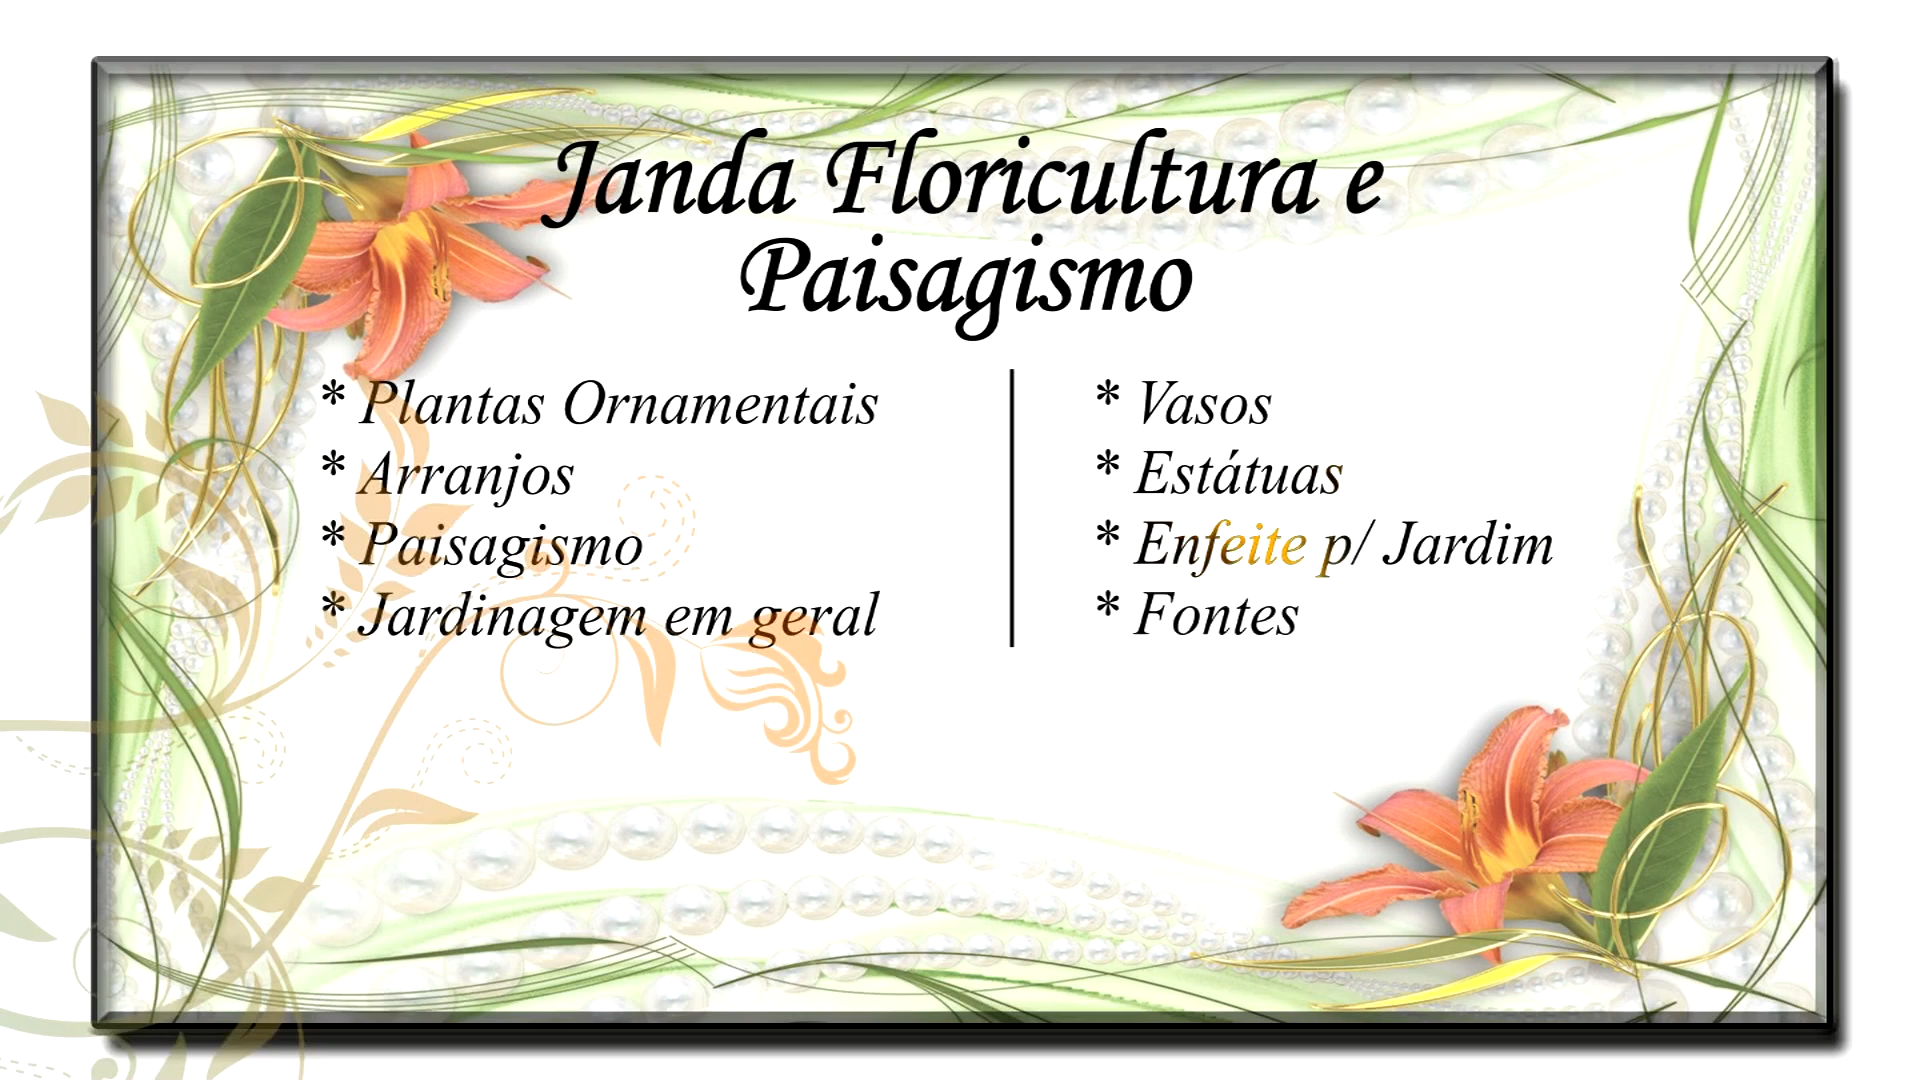 Janda Floricultura e
Paisagismo
* Plantas Ornamentais
* Arranjos
* Paisagismo
* Jardinagem em geral
* Vasos
* Estátuas
* Enfeite p/ Jardim
* Fontes